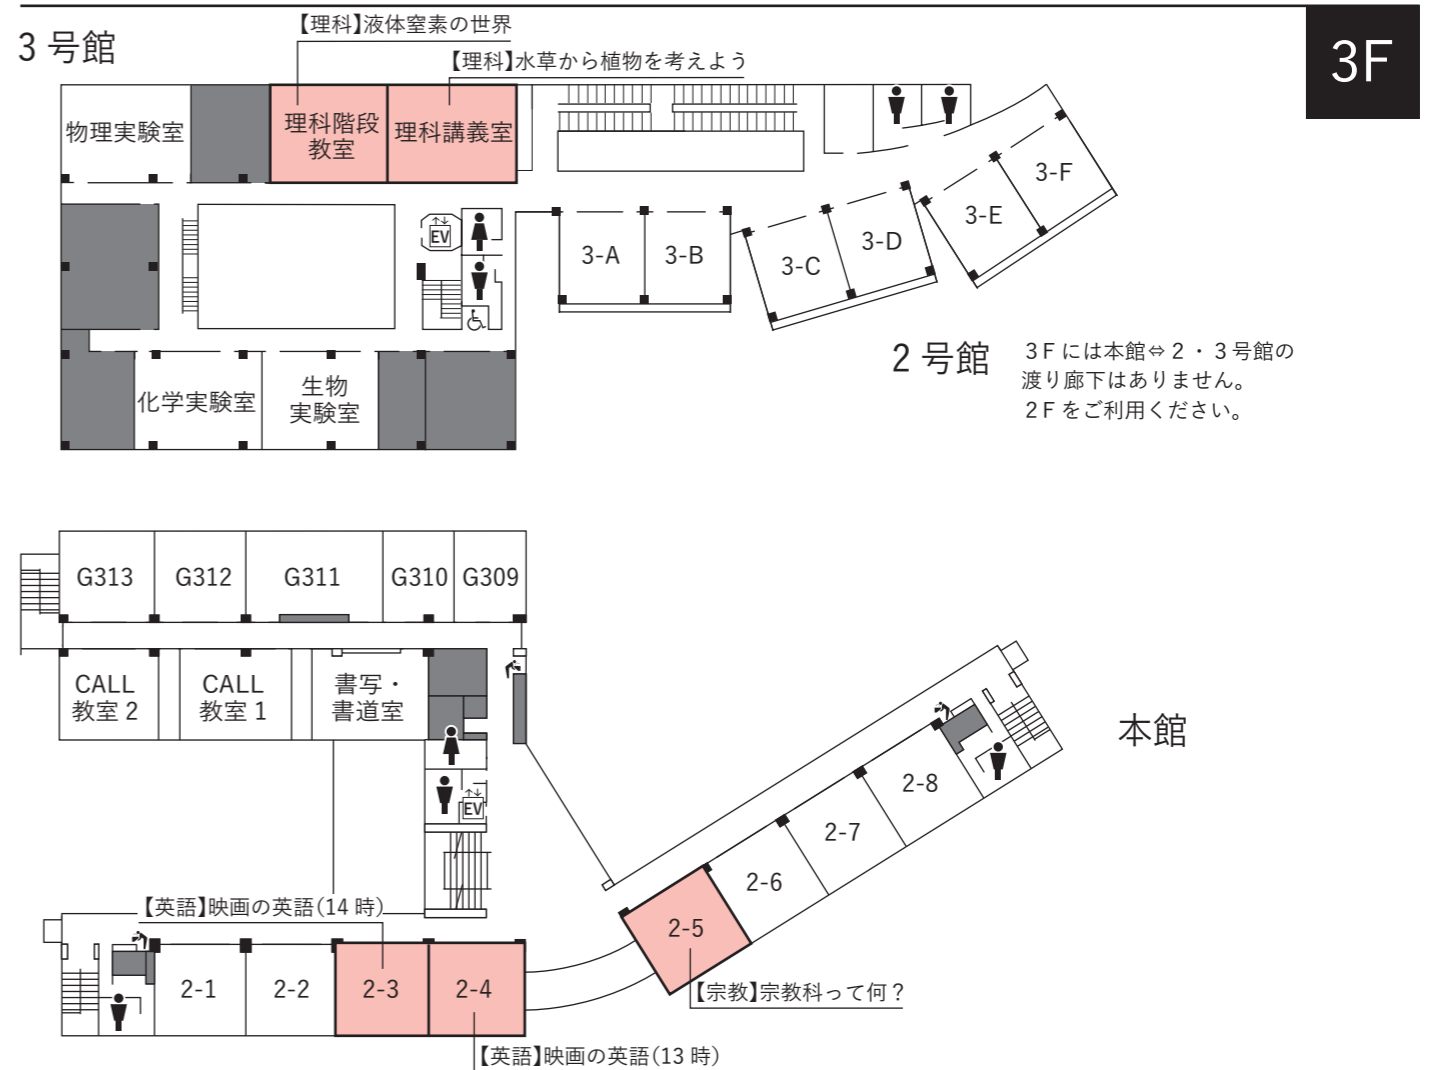 3F
3 号館
【理科】液体窒素の世界
【理科】水草から植物を考えよう
物理実験室
理科階段
教室
理科講義室
EV
3-A
3-B
3-C
3-D
3-E
3-F
化学実験室
生物
実験室
2 号館
3Fには本館⇔2・3号館の
渡り廊下はありません。
2Fをご利用ください。
G313
G312
G311
G310
G309
CALL
教室 2
CALL
教室 1
書写・
書道室
EV
本館
2-8
2-7
2-6
2-5
【宗教】宗教科って何？
【英語】映画の英語(14 時)
2-1
2-2
2-3
2-4
【英語】映画の英語(13 時)